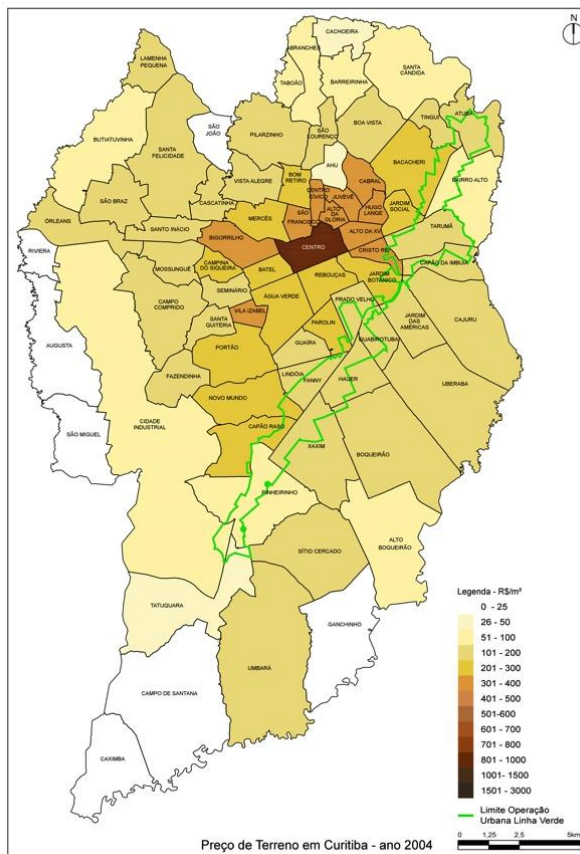 CACHOEIRA
N
ABRANCHES
LAMENHA
PEQUENA
SANTA
CÂNDIDA
TABOÃO
BARREIRINHA
SÃO
JOÃO
SÃO
LOURENÇO
BOA VISTA
TINGUI
ATUBA
BUTIATUVINHA
PILARZINHO
SANTA
FELICIDADE
AHÚ
BACACHERI
BAIRRO ALTO
VISTA ALEGRE
BOM
RETIRO
CABRAL
CENTRO
CÍVICO
JUVEVÊ
HUGO
LANGE
JARDIM
SOCIAL
SÃO BRAZ
CASCATINHA
MERCÊS
SÃO
FRANCISCO
ALTO
DA
GLÓRIA
ÓRLEANS
TARUMÃ
SANTO INÁCIO
BIGORRILHO
ALTO DA XV
RIVIERA
CENTRO
CRISTO REI
CAPÃO DA IMBUIA
MOSSUNGUÊ
CAMPINA
DO SIQUEIRA
BATEL
REBOUÇAS
JARDIM
BOTÂNICO
SEMINÁRIO
ÁGUA VERDE
PRADO VELHO
CAMPO
COMPRIDO
SANTA
QUITÉRIA
VILA IZABEL
JARDIM
DAS
AMÉRICAS
CAJURU
AUGUSTA
PAROLIN
GUABIROTUBA
GUAÍRA
PORTÃO
FAZENDINHA
LINDÓIA
FANNY
HAUER
UBERABA
NOVO MUNDO
CIDADE
INDUSTRIAL
CAPÃO RASO
SÃO MIGUEL
XAXIM
BOQUEIRÃO
PINHEIRINHO
ALTO
BOQUEIRÃO
SÍTIO CERCADO
TATUQUARA
GANCHINHO
UMBARÁ
CAMPO DE SANTANA
CAXIMBA
Legenda - R$/m²
0 - 25
26 - 50
51 - 100
101 - 200
201 - 300
301 - 400
401 - 500
501-600
601 - 700
701 - 800
801 - 1000
1001- 1500
1501 - 3000
Limite Operação
Urbana Linha Verde
Preço de Terreno em Curitiba - ano 2004
0 1,25 2,5 5km